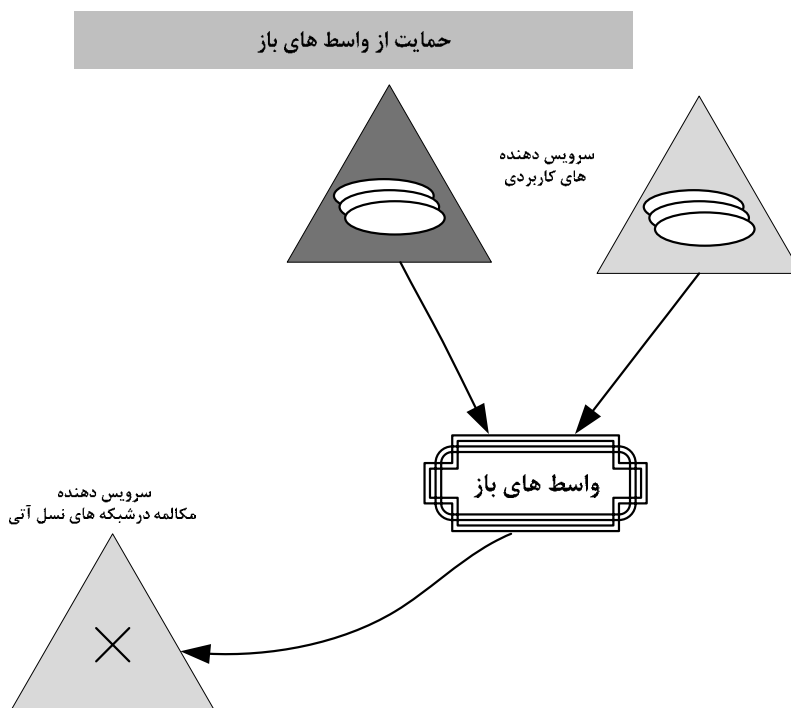 حمایت از واسط های باز
سرویس دهنده
های کاربردی
واسط های باز
سرویس دهنده
مکالمه درشبکه های نسل آتی